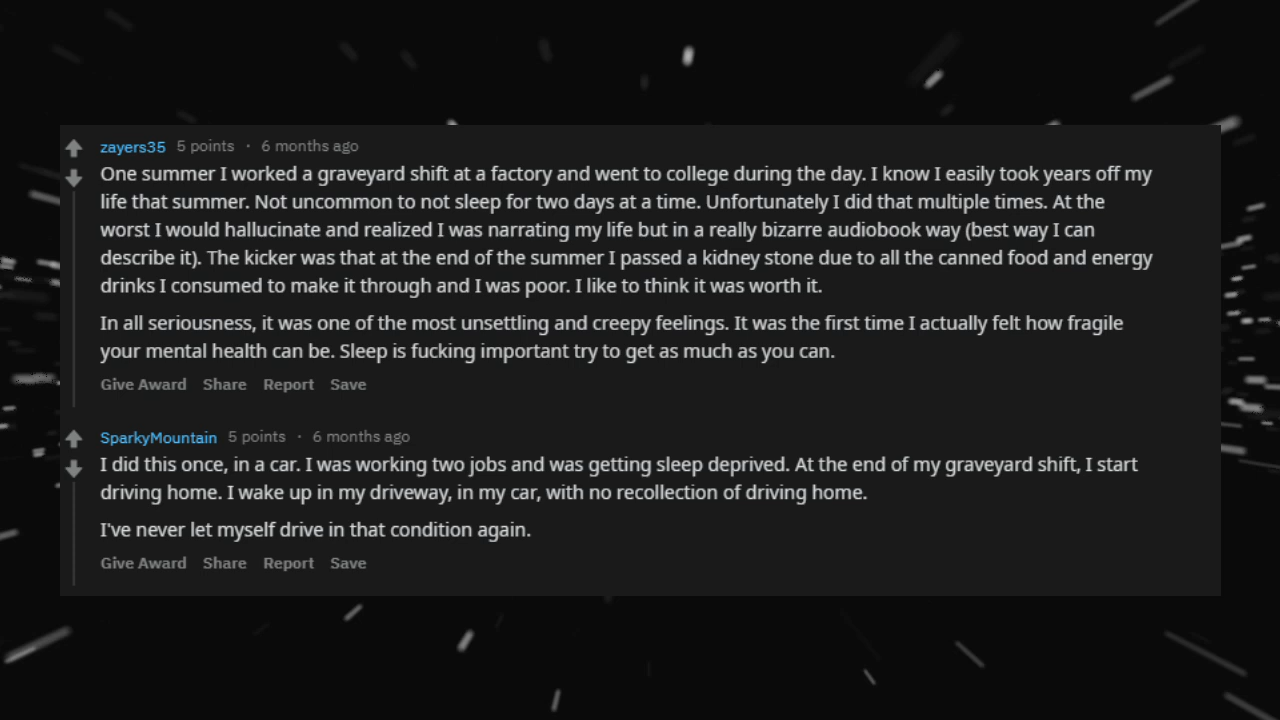 zayers35 5 points · 6 months ago
One summer I worked a graveyard shift at a factory and went to college during the day. I know I easily took years off my
life that summer. Not uncommon to not sleep for two days at a time. Unfortunately I did that multiple times. At the
worst I would hallucinate and realized I was narrating my life but in a really bizarre audiobook way (best way I can
describe it). The kicker was that at the end of the summer I passed a kidney stone due to all the canned food and energy
drinks I consumed to make it through and I was poor. I like to think it was worth it.
In all seriousness, it was one of the most unsettling and creepy feelings. It was the first time I actually felt how fragile
your mental health can be. Sleep is fucking important try to get as much as you can.
Give Award Share Report Save
SparkyMountain 5 points · 6 months ago
I did this once, in a car. I was working two jobs and was getting sleep deprived. At the end of my graveyard shift, I start
driving home. I wake up in my driveway, in my car, with no recollection of driving home.
I've never let myself drive in that condition again.
Give Award Share Report Save